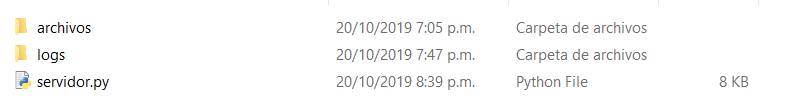 archivos 20/10/2019 7:05 p.m. Carpeta de archivos
logs 20/10/2019 7:47 p.m. Carpeta de archivos
servidor.py 20/10/2019 8:39 p.m. Python File 8 KB